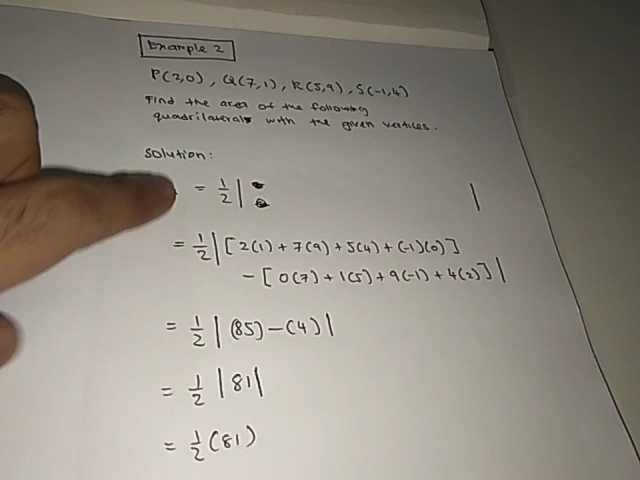 Example 2
P(2,0), Q(7,1), R(5,9), S(-1,4)
Find the area of the following
quadrilaterals with the given vertices.
Solution:
= 1/2 | |
= 1/2 | [2(1) + 7(9) + 5(4) + (-1)(0)]
- [0(7) + 1(5) + 9(-1) + 4(2)] |
= 1/2 | (85) - (4) |
= 1/2 | 81 |
= 1/2 (81)